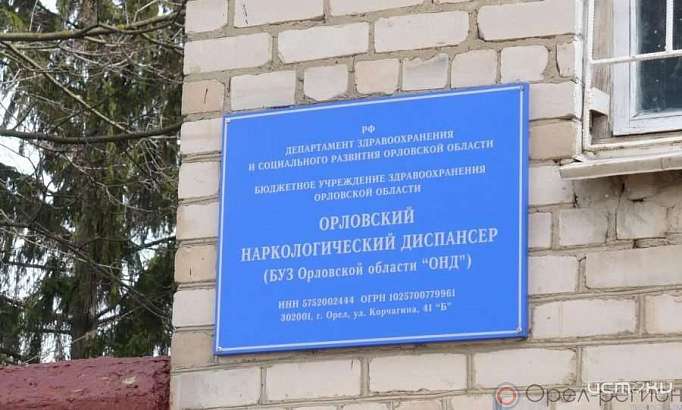 РФ
ДЕПАРТАМЕНТ ЗДРАВООХРАНЕНИЯ
И СОЦИАЛЬНОГО РАЗВИТИЯ ОРЛОВСКОЙ ОБЛАСТИ
БЮДЖЕТНОЕ УЧРЕЖДЕНИЕ ЗДРАВООХРАНЕНИЯ
ОРЛОВСКОЙ ОБЛАСТИ
ОРЛОВСКИЙ
НАРКОЛОГИЧЕСКИЙ ДИСПАНСЕР
(БУЗ Орловской области "ОНД")
ИНН 5752002444 ОГРН 1025700779961
302001, г. Орел, ул. Корчагина, 41 "Б"
Орел-регион